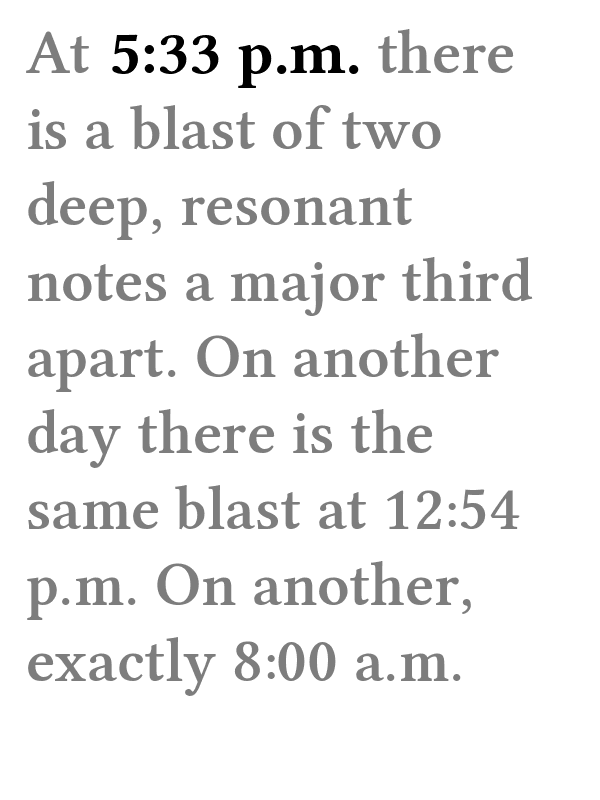 At 5:33 p.m. there
is a blast of two
deep, resonant
notes a major third
apart. On another
day there is the
same blast at 12:54
p.m. On another,
exactly 8:00 a.m.